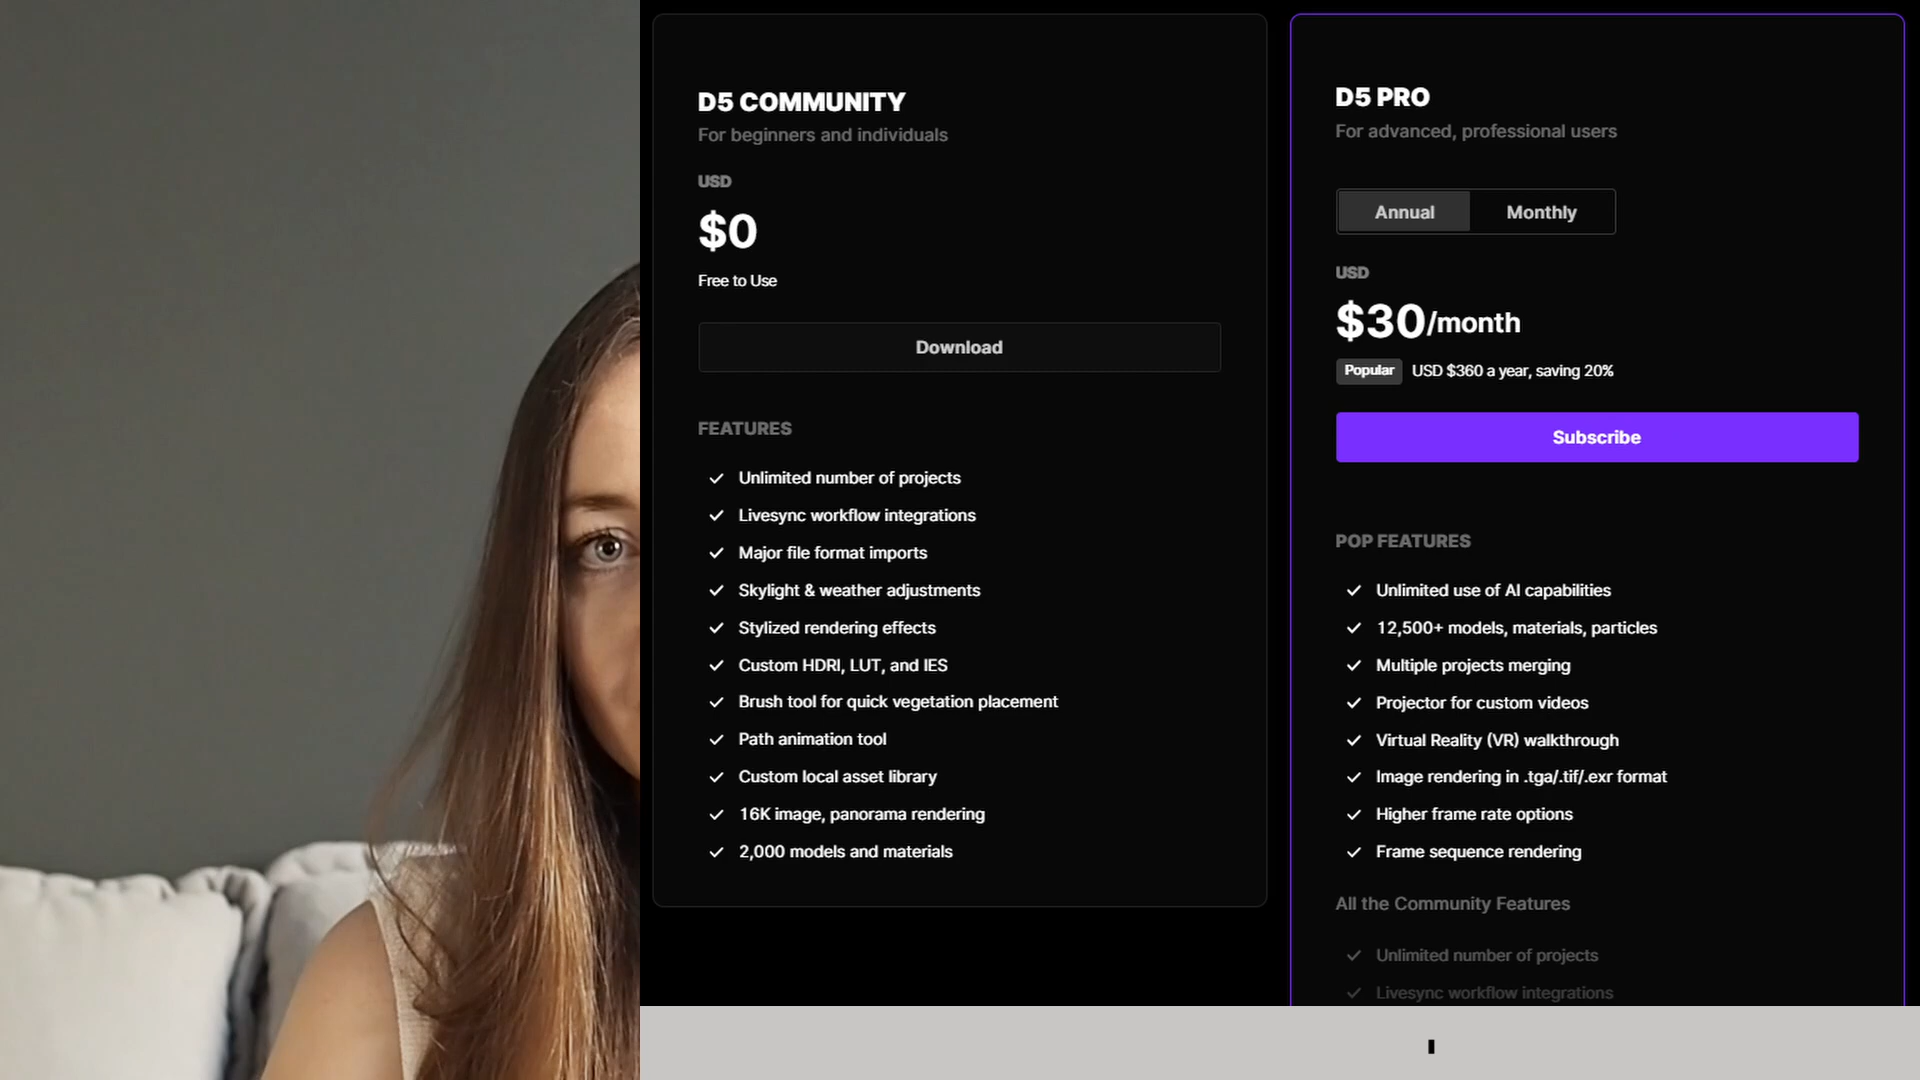 D5 COMMUNITY
For beginners and individuals
USD
$0
Free to Use
Download
FEATURES
Unlimited number of projects
Livesync workflow integrations
Major file format imports
Skylight & weather adjustments
Stylized rendering effects
Custom HDRI, LUT, and IES
Brush tool for quick vegetation placement
Path animation tool
Custom local asset library
16K image, panorama rendering
2,000 models and materials
D5 PRO
For advanced, professional users
Annual Monthly
USD
$30/month
Popular USD $360 a year, saving 20%
Subscribe
POP FEATURES
Unlimited use of AI capabilities
12,500+ models, materials, particles
Multiple projects merging
Projector for custom videos
Virtual Reality (VR) walkthrough
Image rendering in .tga/.tif/.exr format
Higher frame rate options
Frame sequence rendering
All the Community Features
Unlimited number of projects
Livesync workflow integrations